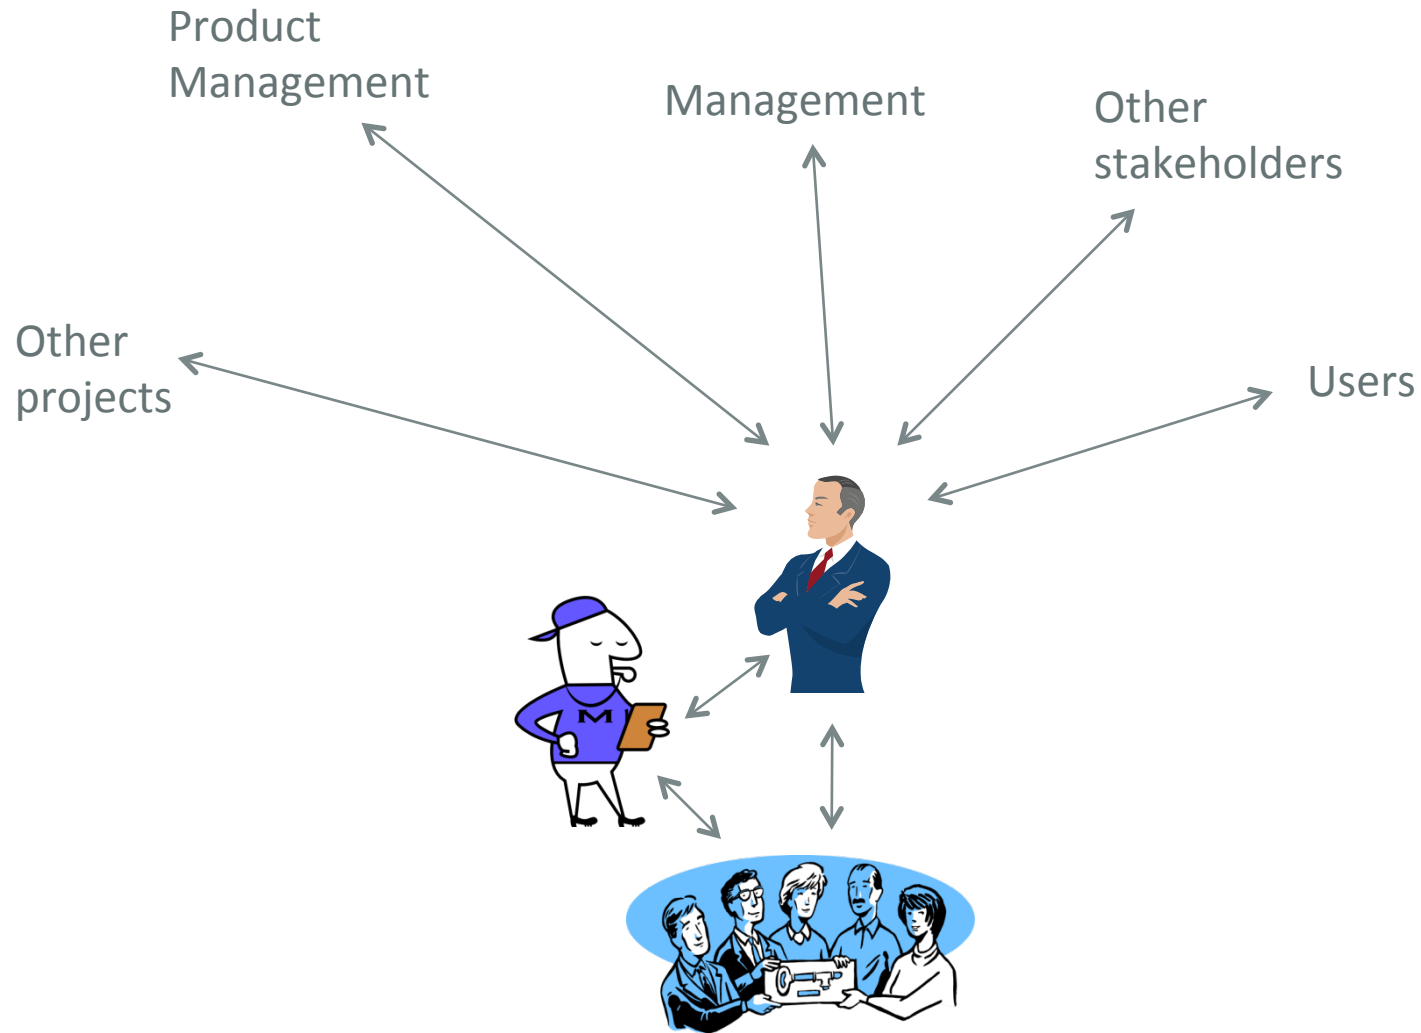 Product
Management
Management
Other
stakeholders
Other
projects
Users
M